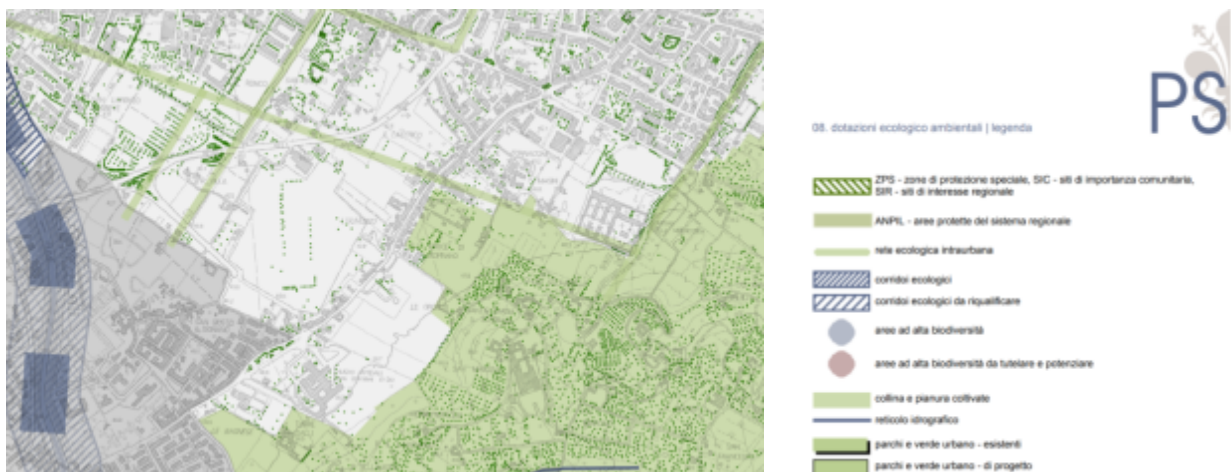 PS
08. dotazioni ecologico ambientali | legenda
ZPS - zone di protezione speciale, SIC - siti di importanza comunitaria,
SIR - siti di interesse regionale
ANPIL - aree protette del sistema regionale
rete ecologica intraurbana
corridoi ecologici
corridoi ecologici da riqualificare
aree ad alta biodiversità
aree ad alta biodiversità da tutelare e potenziare
collina e pianura coltivate
reticolo idrografico
parchi e verde urbano - esistenti
parchi e verde urbano - di progetto